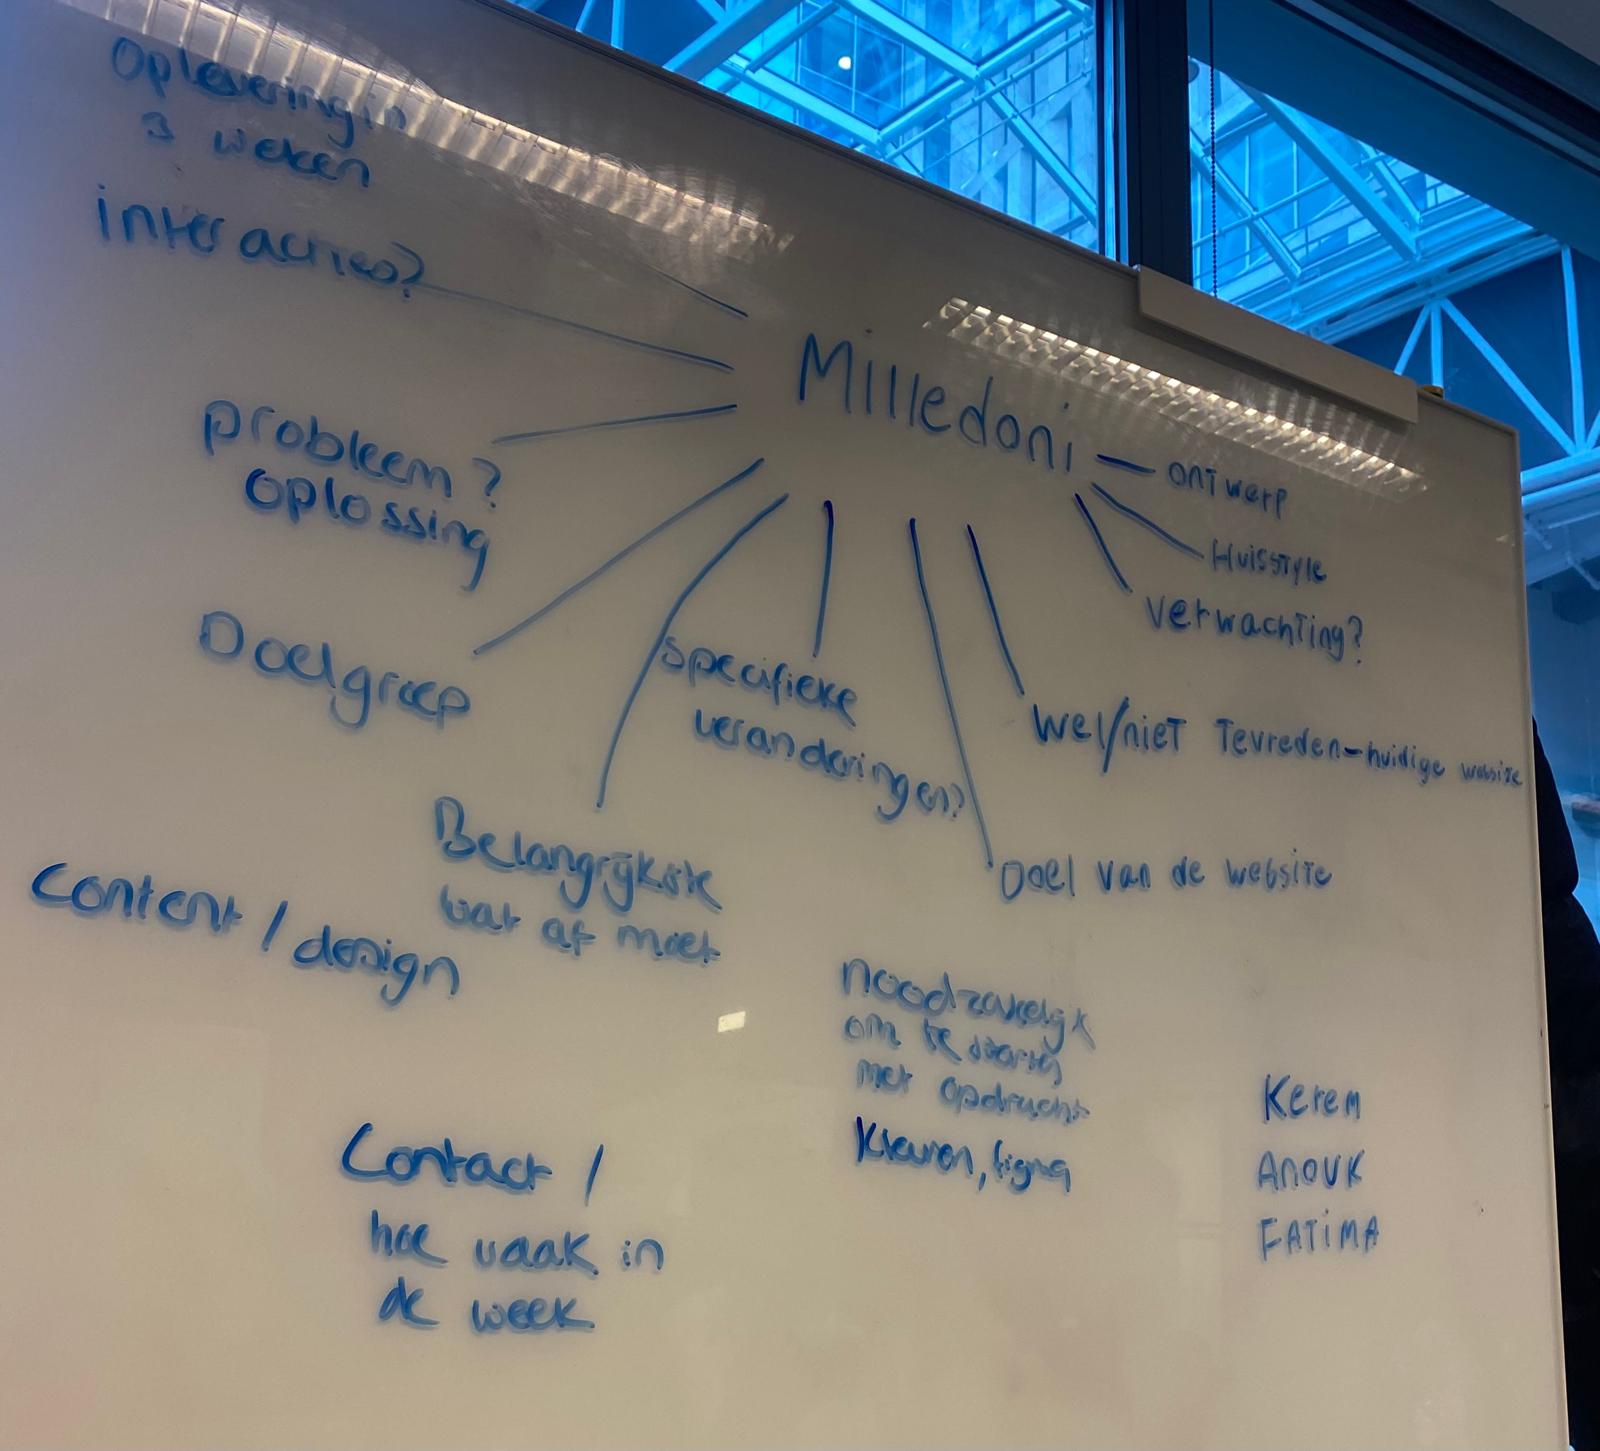 Oplevering in
3 weken
interacties?
Milledoni
probleem?
oplossing
ontwerp
Huisstyle
verwachting?
Doelgroep
specifieke
veranderingen?
wel/niet Tevreden-huidige website
Belangrijkste
wat af moet
Doel van de website
Content / design
noodzakelijk
om te starten
met opdracht
Kleuren, figma
Contact /
hoe vaak in
de week
Kerem
Anouk
FATiMA